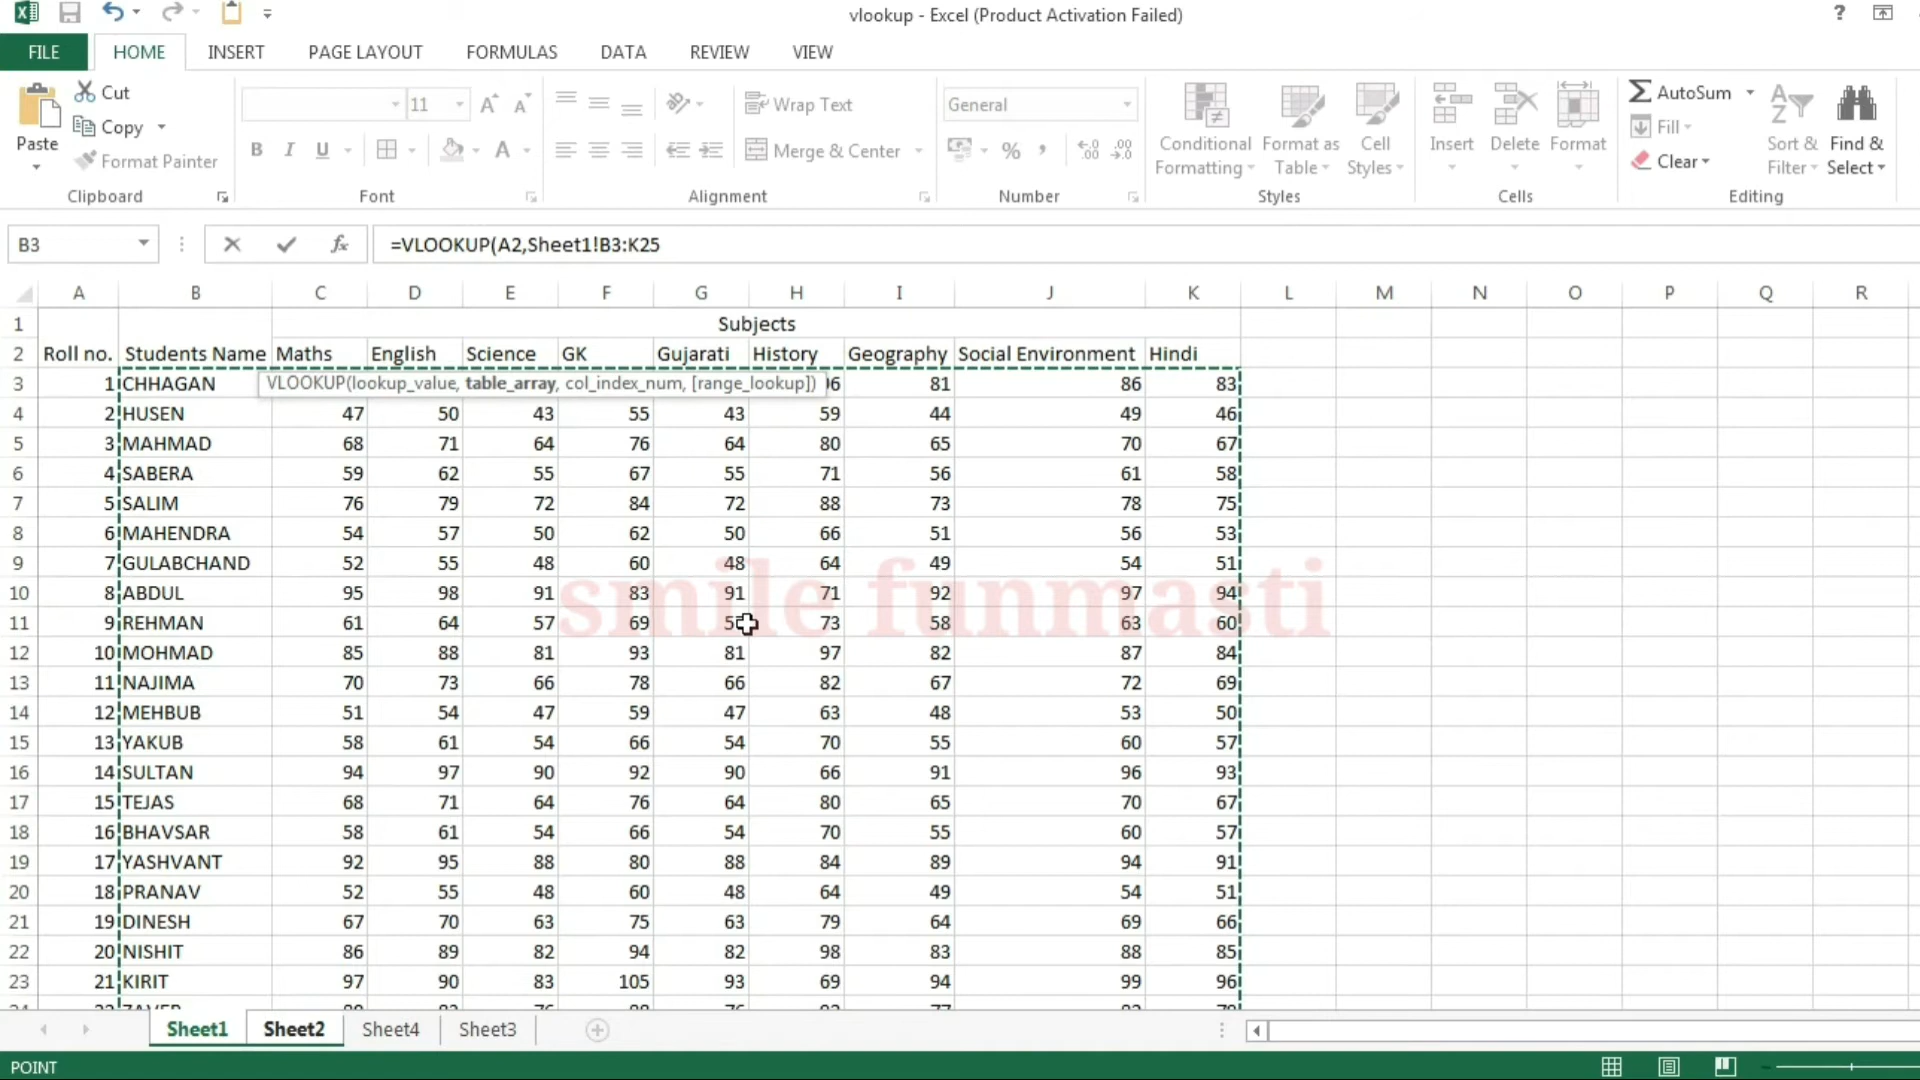 vlookup - Excel (Product Activation Failed)
?
FILE HOME INSERT PAGE LAYOUT FORMULAS DATA REVIEW VIEW
Paste
Cut
Copy
Format Painter
Clipboard
11
B I U
Font
Wrap Text
Merge & Center
Alignment
General
Number
Conditional Formatting
Format as Table
Cell Styles
Styles
Insert
Delete
Format
Cells
AutoSum
Fill
Clear
Sort & Filter
Find & Select
Editing
B3 =VLOOKUP(A2,Sheet1!B3:K25
A B C D E F G H I J K L M N O P Q R
1 Subjects
2 Roll no. Students Name Maths English Science GK Gujarati History Geography Social Environment Hindi
3 1 CHHAGAN 81 86 83
VLOOKUP(lookup_value, table_array, col_index_num, [range_lookup])
4 2 HUSEN 47 50 43 55 43 59 44 49 46
5 3 MAHMAD 68 71 64 76 64 80 65 70 67
6 4 SABERA 59 62 55 67 55 71 56 61 58
7 5 SALIM 76 79 72 84 72 88 73 78 75
8 6 MAHENDRA 54 57 50 62 50 66 51 56 53
9 7 GULABCHAND 52 55 48 60 48 64 49 54 51
10 8 ABDUL 95 98 91 83 91 71 92 97 94
11 9 REHMAN 61 64 57 69 73 58 63 60
12 10 MOHMAD 85 88 81 93 81 97 82 87 84
13 11 NAJIMA 70 73 66 78 66 82 67 72 69
14 12 MEHBUB 51 54 47 59 47 63 48 53 50
15 13 YAKUB 58 61 54 66 54 70 55 60 57
16 14 SULTAN 94 97 90 92 90 66 91 96 93
17 15 TEJAS 68 71 64 76 64 80 65 70 67
18 16 BHAVSAR 58 61 54 66 54 70 55 60 57
19 17 YASHVANT 92 95 88 80 88 84 89 94 91
20 18 PRANAV 52 55 48 60 48 64 49 54 51
21 19 DINESH 67 70 63 75 63 79 64 69 66
22 20 NISHIT 86 89 82 94 82 98 83 88 85
23 21 KIRIT 97 90 83 105 93 69 94 99 96
smile funmasti
Sheet1 Sheet2 Sheet4 Sheet3
POINT